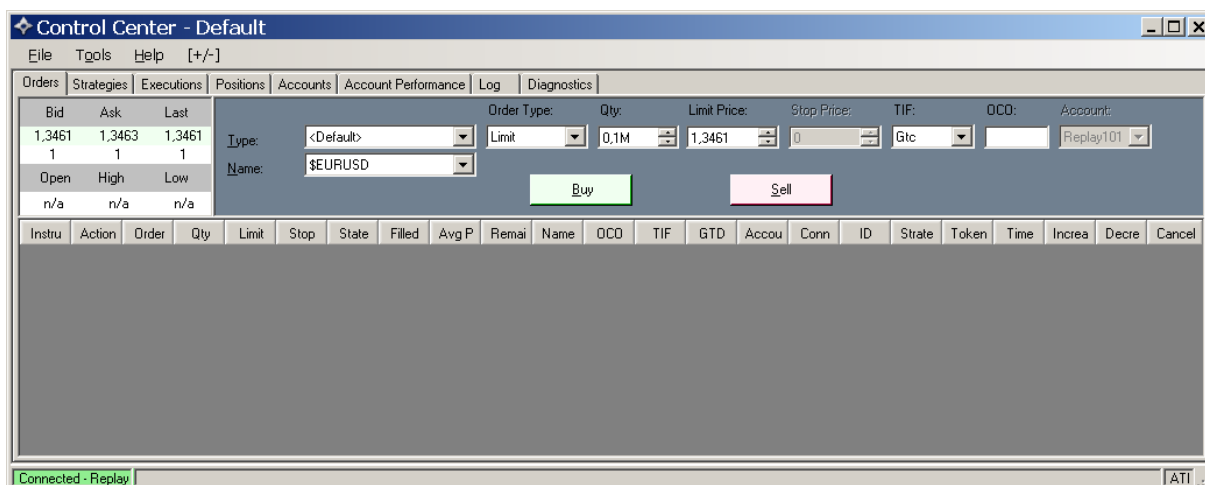 Control Center - Default
File Tools Help [+/-]
Orders Strategies Executions Positions Accounts Account Performance Log Diagnostics
Bid Ask Last
1,3461 1,3463 1,3461
1 1 1
Open High Low
n/a n/a n/a
Order Type: Qty: Limit Price: Stop Price: TIF: OCO: Account:
Type: <Default> Limit 0,1M 1,3461 0 Gtc Replay101
Name: $EURUSD
Buy Sell
Instru Action Order Qty Limit Stop State Filled Avg P Remai Name OCO TIF GTD Accou Conn ID Strate Token Time Increa Decre Cancel
Connected - Replay ATI